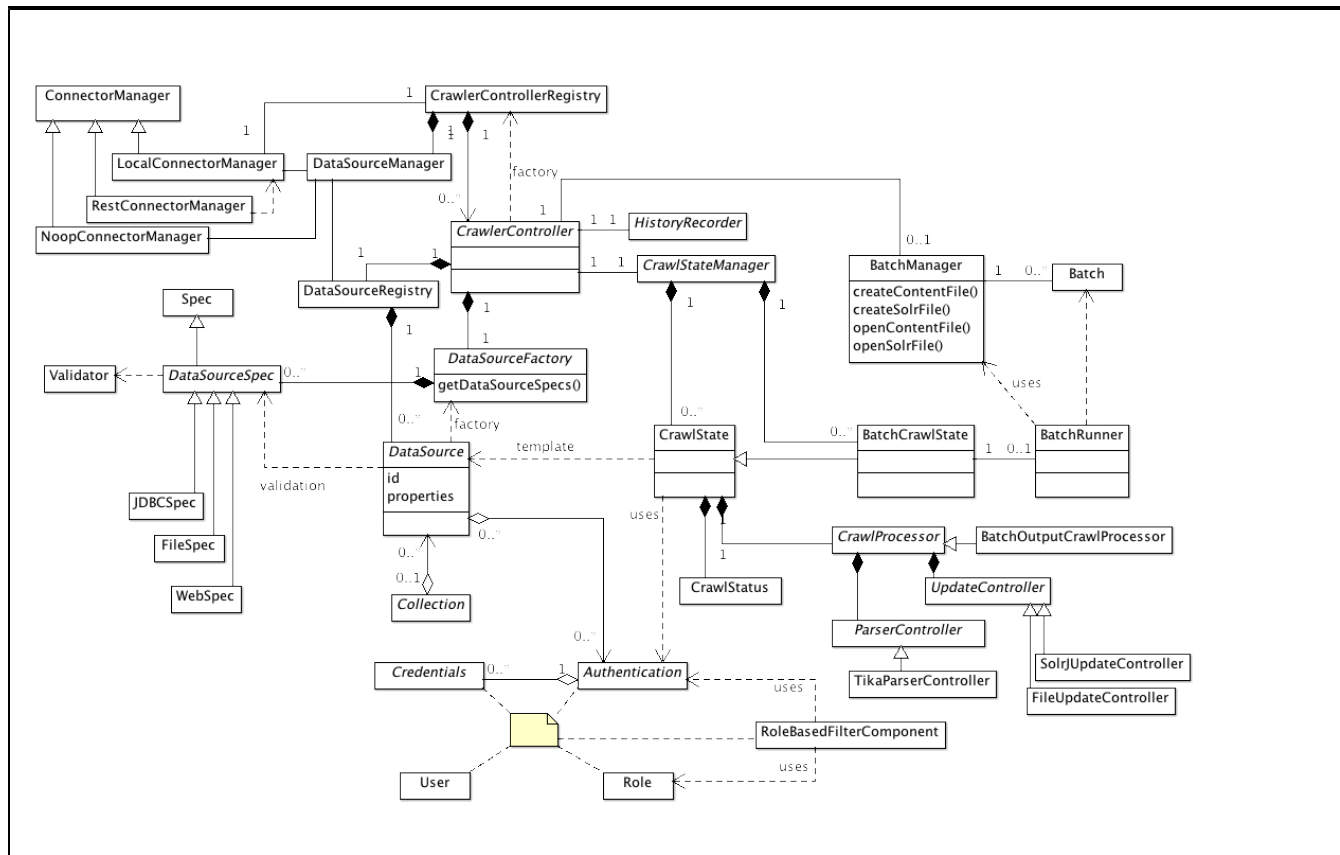 ConnectorManager
CrawlerControllerRegistry
1
1
1
1
1
LocalConnectorManager
DataSourceManager
factory
RestConnectorManager
0..*
1
1 1
HistoryRecorder
NoopConnectorManager
CrawlerController
0..1
1
1
1 1
CrawlStateManager
BatchManager
1
0..*
Batch
DataSourceRegistry
createContentFile()
createSolrFile()
openContentFile()
openSolrFile()
Spec
1
1
1
1
1
DataSourceFactory
getDataSourceSpecs()
Validator
DataSourceSpec
0..*
1
uses
0..*
factory
0..*
0..*
DataSource
id
properties
template
CrawlState
BatchCrawlState
1
0..1
BatchRunner
validation
JDBCSpec
uses
0..*
1
1
CrawlProcessor
BatchOutputCrawlProcessor
FileSpec
0..*
0..1
WebSpec
Collection
CrawlStatus
UpdateController
0..*
ParserController
Credentials
0..*
1
Authentication
TikaParserController
SolrJUpdateController
uses
FileUpdateController
RoleBasedFilterComponent
uses
User
Role